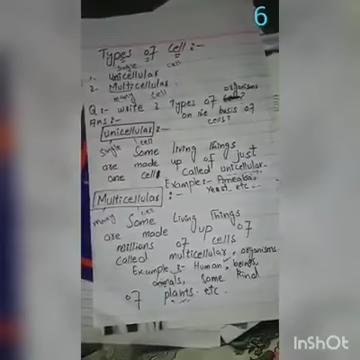 6
Types of cell:-
single cell
1. Unicellular
2. Multicellular
many cell
Q:- write 2 Types of organisms
on the basis of
cells?
Ans:-
Unicellular:-
single cell Some living things
are made up of just
one cell called unicellular.
Example:- Amoeba,
yeast, etc.
Multicellular :-
many cell Some Living Things
are made up of
millions of cells
called multicellular organisms
Example:- Human beings,
animals, some kind
of plants etc.
InShot